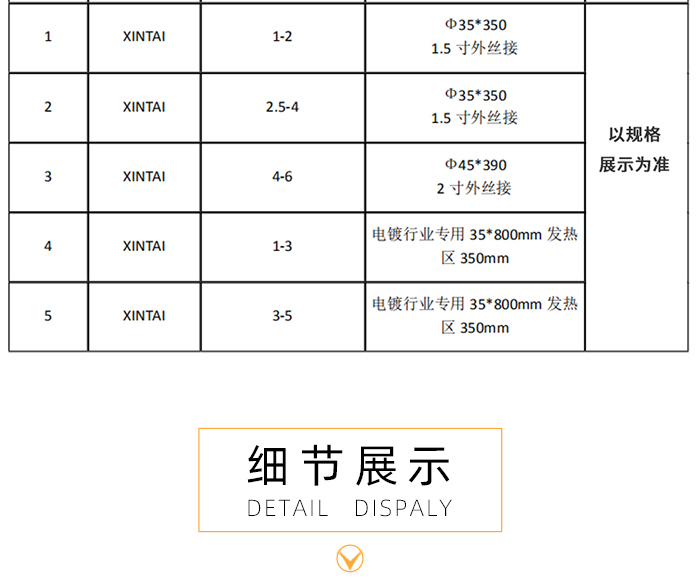 1 XINTAI 1-2 Φ35*350
1.5 寸外丝接
2 XINTAI 2.5-4 Φ35*350
1.5 寸外丝接
以规格
展示为准
3 XINTAI 4-6 Φ45*390
2 寸外丝接
4 XINTAI 1-3 电镀行业专用 35*800mm 发热
区 350mm
5 XINTAI 3-5 电镀行业专用 35*800mm 发热
区 350mm
细节展示
DETAIL DISPALY